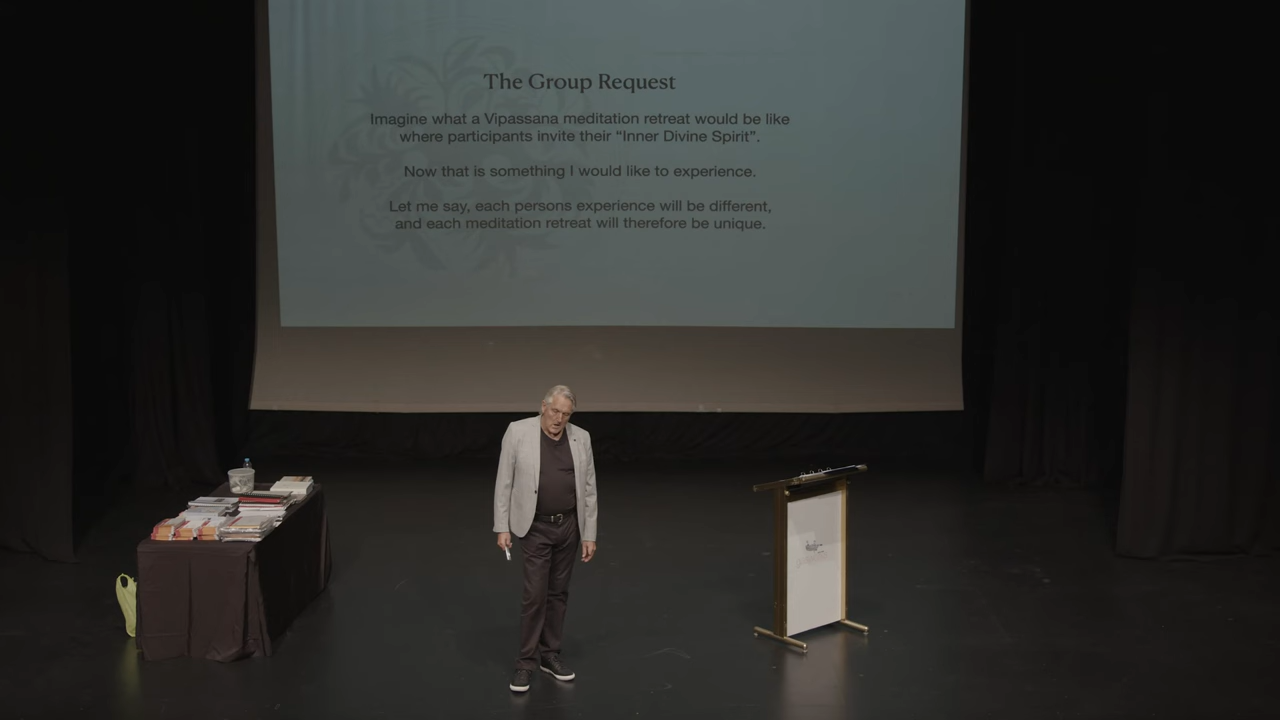 The Group Request
Imagine what a Vipassana meditation retreat would be like
where participants invite their “Inner Divine Spirit”.
Now that is something I would like to experience.
Let me say, each persons experience will be different,
and each meditation retreat will therefore be unique.